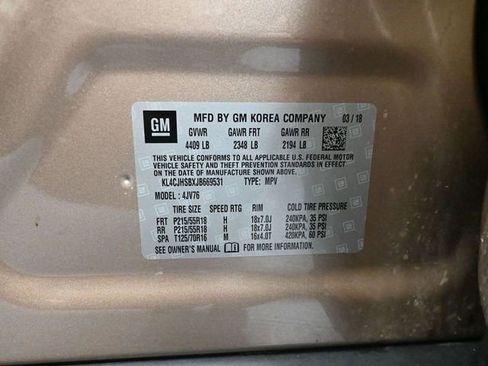 GM
MFD BY GM KOREA COMPANY 03 / 18
GVWR GAWR FRT GAWR RR
4409 LB 2348 LB 2194 LB
THIS VEHICLE CONFORMS TO ALL APPLICABLE U.S. FEDERAL MOTOR
VEHICLE SAFETY AND THEFT PREVENTION STANDARDS IN EFFECT ON
THE DATE OF MANUFACTURE SHOWN ABOVE.
KL4CJHSBXJB669531 TYPE: MPV
MODEL : 4JV76
TIRE SIZE SPEED RTG RIM COLD TIRE PRESSURE
FRT P215/55R18 H 18x7.0J 240KPA, 35 PSI
RR P215/55R18 H 18x7.0J 240KPA, 35 PSI
SPA T125/70R16 M 16x4.0T 420KPA, 60 PSI
SEE OWNER'S MANUAL FOR MORE INFORMATION.